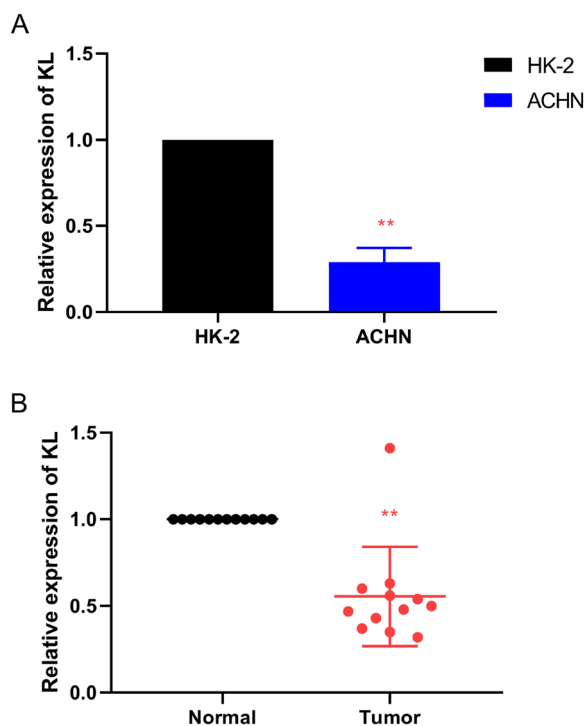 A
Relative expression of KL
1.5
1.0
0.5
0.0
**
HK-2
ACHN
HK-2
ACHN
B
Relative expression of KL
1.5
1.0
0.5
0.0
**
Normal
Tumor